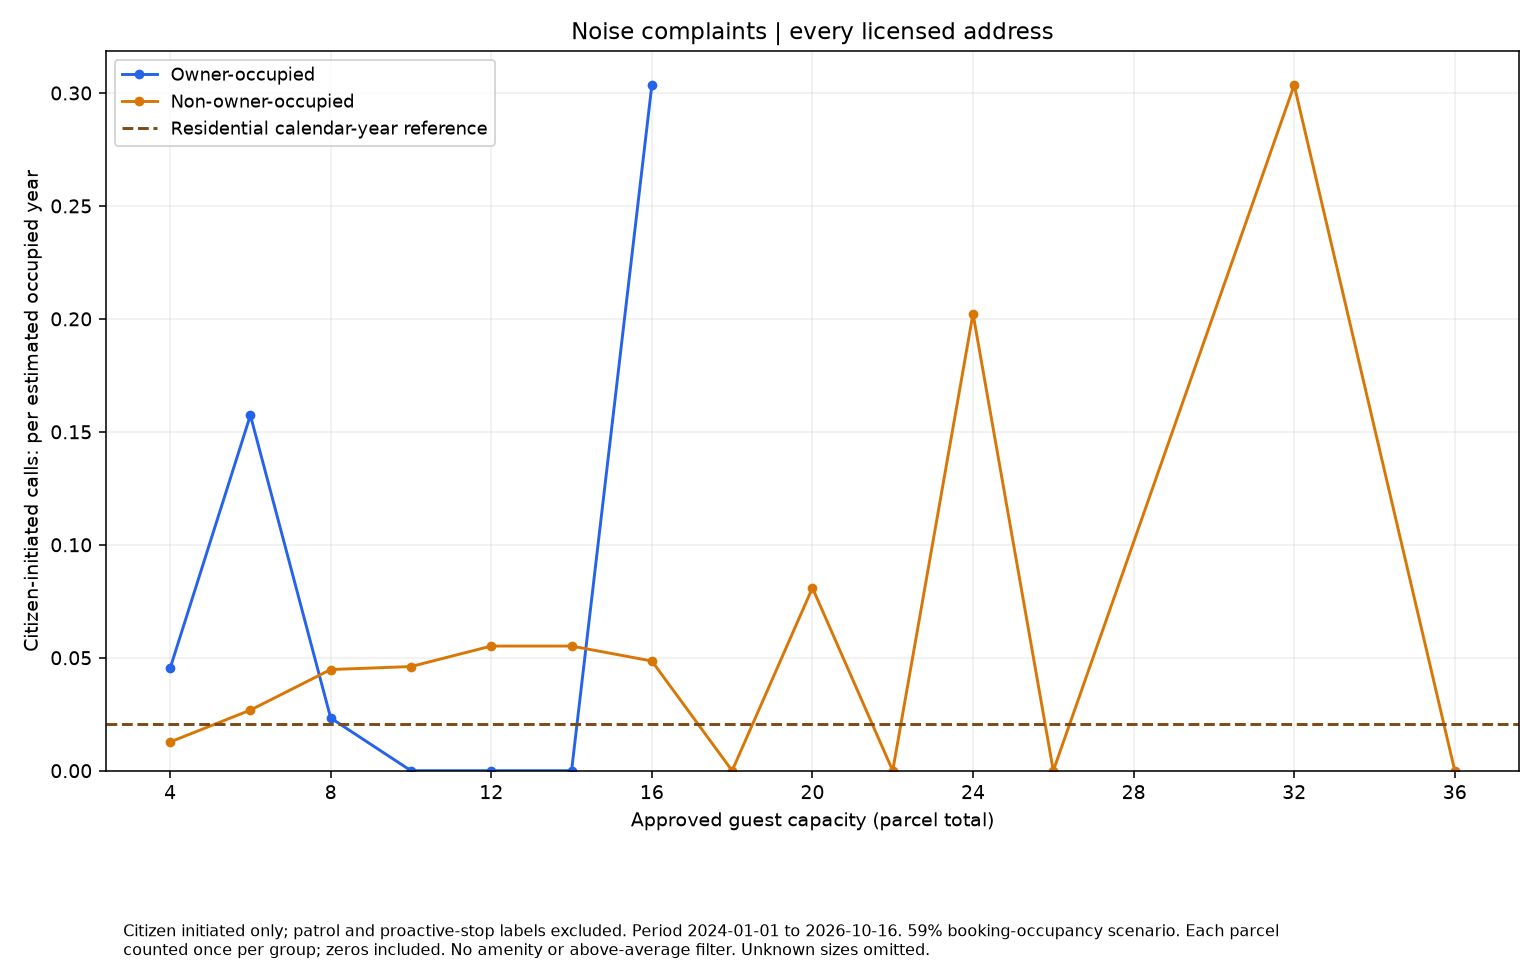 Noise complaints | every licensed address
Owner-occupied
Non-owner-occupied
Residential calendar-year reference
Citizen-initiated calls: per estimated occupied year
0.30
0.25
0.20
0.15
0.10
0.05
0.00
4 8 12 16 20 24 28 32 36
Approved guest capacity (parcel total)
Citizen initiated only; patrol and proactive-stop labels excluded. Period 2024-01-01 to 2026-10-16. 59% booking-occupancy scenario. Each parcel
counted once per group; zeros included. No amenity or above-average filter. Unknown sizes omitted.